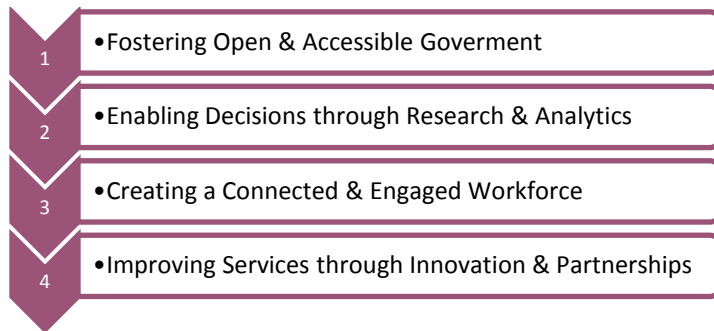 1
•Fostering Open & Accessible Goverment
2
•Enabling Decisions through Research & Analytics
3
•Creating a Connected & Engaged Workforce
4
•Improving Services through Innovation & Partnerships